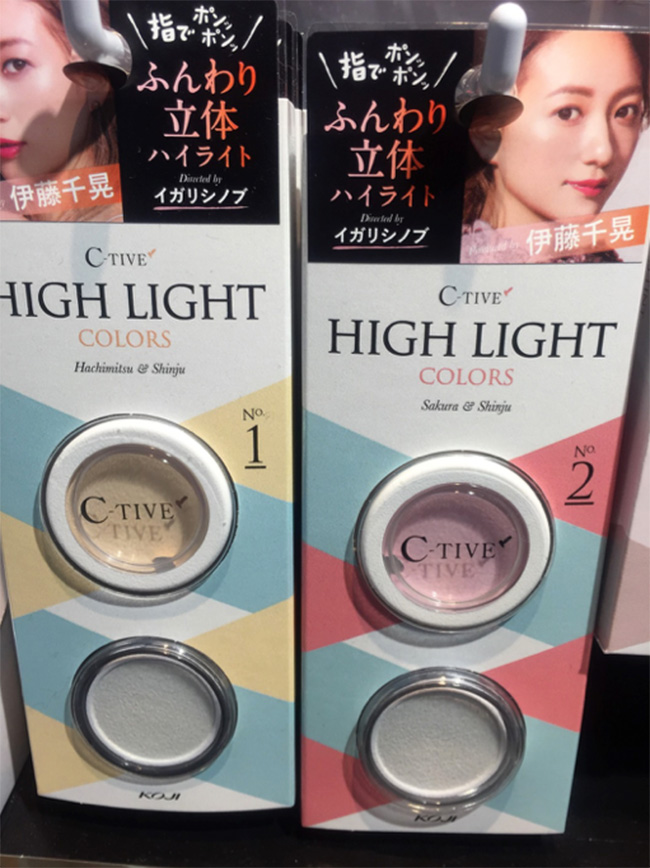 指で
ポンッ
ポンッ
ふんわり
立体
ハイライト
Directed by
イガリシノブ
伊藤千晃
C-TIVE
HIGH LIGHT
COLORS
Hachimitsu & Shinju
No.
1
C-TIVE
KOJI
指で
ポンッ
ポンッ
ふんわり
立体
ハイライト
Directed by
イガリシノブ
伊藤千晃
C-TIVE
HIGH LIGHT
COLORS
Sakura & Shinju
No.
2
C-TIVE
KOJI